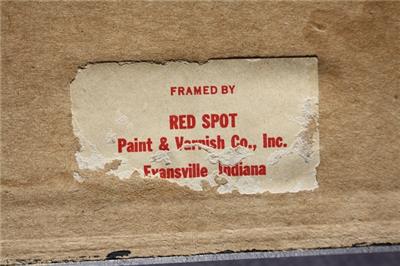 FRAMED BY
RED SPOT
Paint & Varnish Co., Inc.
Evansville Indiana